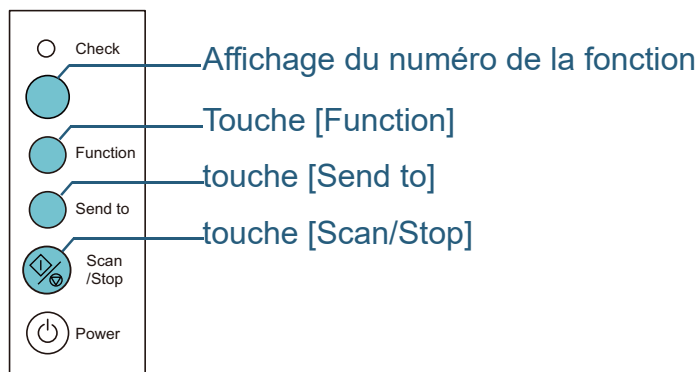 Check
Affichage du numéro de la fonction
Touche [Function]
Function
touche [Send to]
Send to
touche [Scan/Stop]
Scan
/Stop
Power